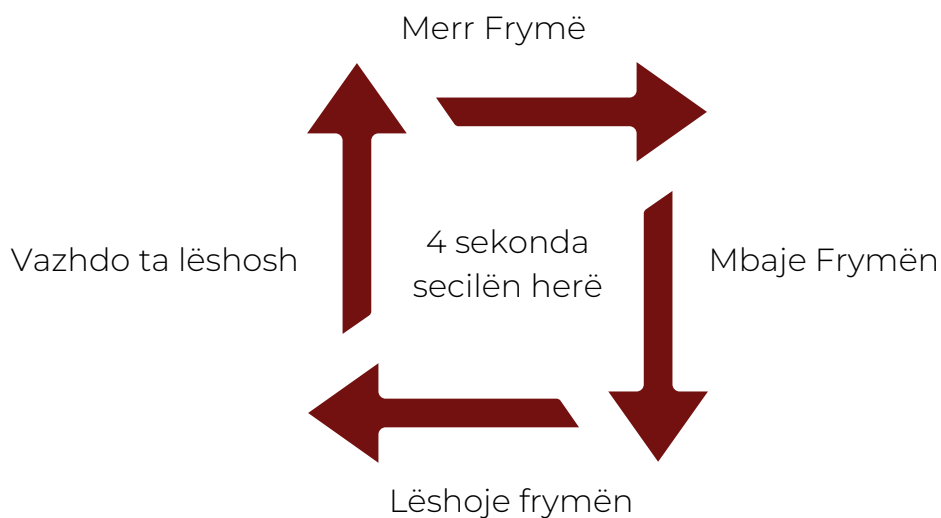 Merr Frymë
Vazhdo ta lëshosh
4 sekonda
secilën herë
Mbaje Frymën
Lëshoje frymën